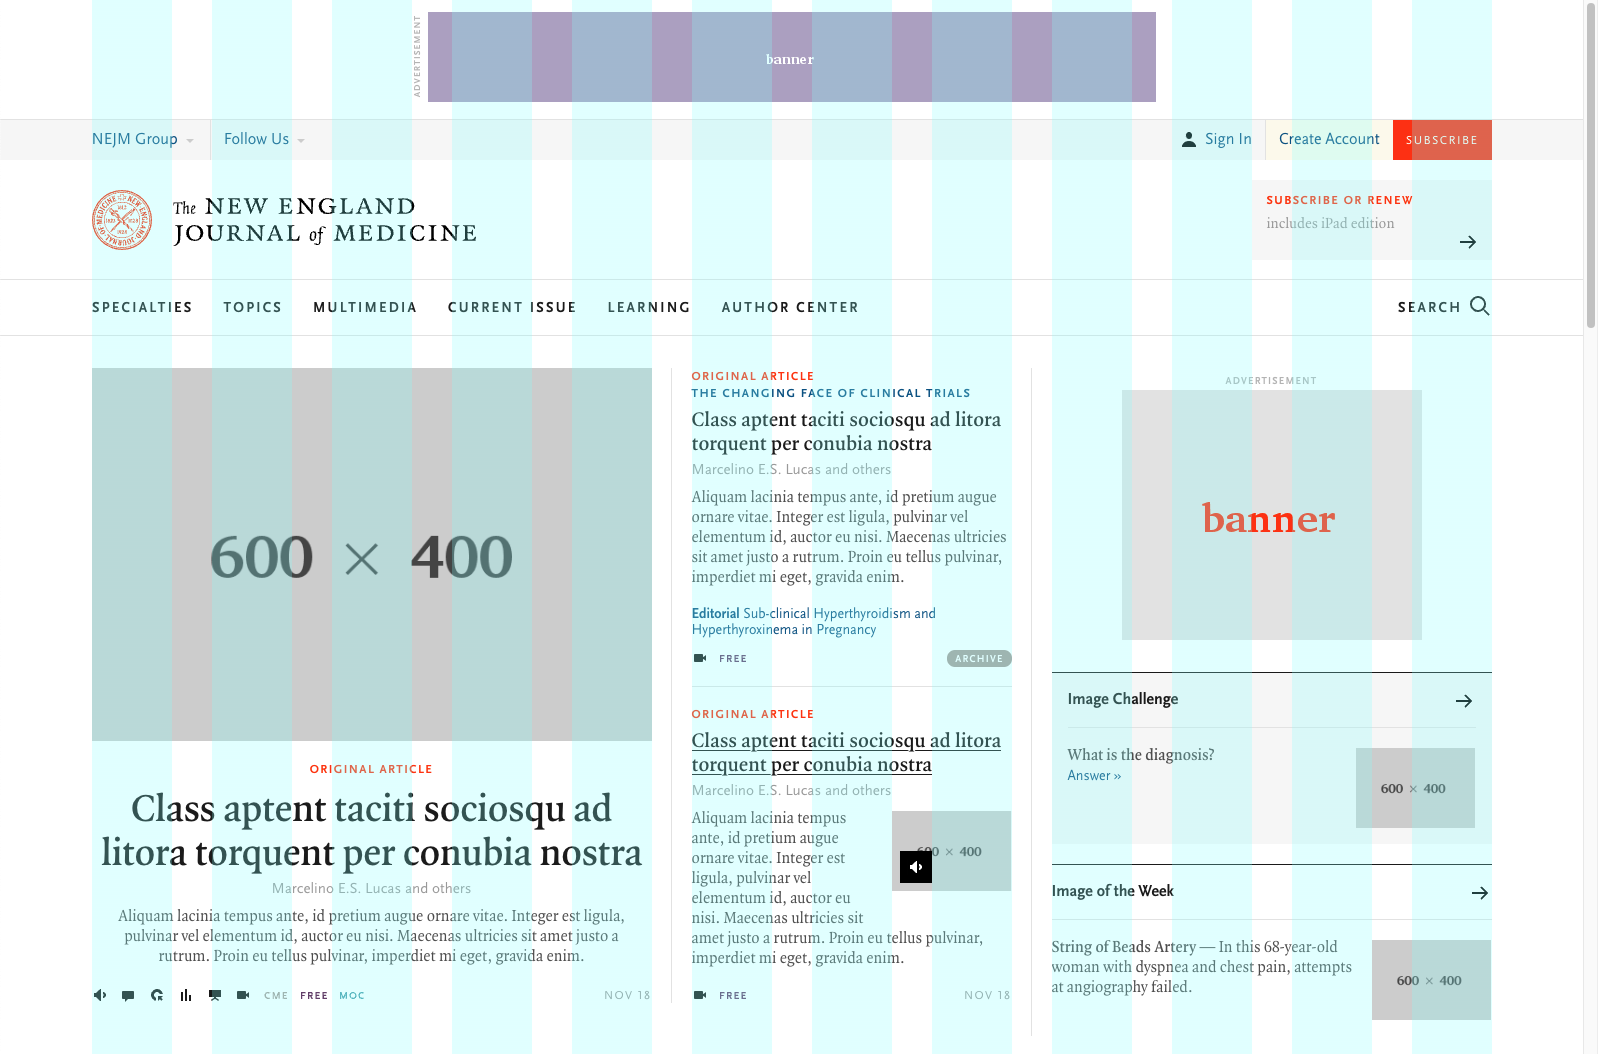 ADVERTISEMENT
banner
NEJM Group
Follow Us
Sign In
Create Account
SUBSCRIBE
The NEW ENGLAND
JOURNAL of MEDICINE
SUBSCRIBE OR RENEW
includes iPad edition
SPECIALTIES
TOPICS
MULTIMEDIA
CURRENT ISSUE
LEARNING
AUTHOR CENTER
SEARCH
600 × 400
ORIGINAL ARTICLE
Class aptent taciti sociosqu ad
litora torquent per conubia nostra
Marcelino E.S. Lucas and others
Aliquam lacinia tempus ante, id pretium augue ornare vitae. Integer est ligula,
pulvinar vel elementum id, auctor eu nisi. Maecenas ultricies sit amet justo a
rutrum. Proin eu tellus pulvinar, imperdiet mi eget, gravida enim.
CME
FREE
MOC
NOV 18
ORIGINAL ARTICLE
THE CHANGING FACE OF CLINICAL TRIALS
Class aptent taciti sociosqu ad litora
torquent per conubia nostra
Marcelino E.S. Lucas and others
Aliquam lacinia tempus ante, id pretium augue
ornare vitae. Integer est ligula, pulvinar vel
elementum id, auctor eu nisi. Maecenas ultricies
sit amet justo a rutrum. Proin eu tellus pulvinar,
imperdiet mi eget, gravida enim.
Editorial Sub-clinical Hyperthyroidism and
Hyperthyroxinema in Pregnancy
FREE
ARCHIVE
ORIGINAL ARTICLE
Class aptent taciti sociosqu ad litora
torquent per conubia nostra
Marcelino E.S. Lucas and others
Aliquam lacinia tempus
ante, id pretium augue
ornare vitae. Integer est
ligula, pulvinar vel
elementum id, auctor eu
nisi. Maecenas ultricies sit
amet justo a rutrum. Proin eu tellus pulvinar,
imperdiet mi eget, gravida enim.
600 × 400
FREE
NOV 18
ADVERTISEMENT
banner
Image Challenge
What is the diagnosis?
Answer »
600 × 400
Image of the Week
String of Beads Artery — In this 68-year-old
woman with dyspnea and chest pain, attempts
at angiography failed.
600 × 400